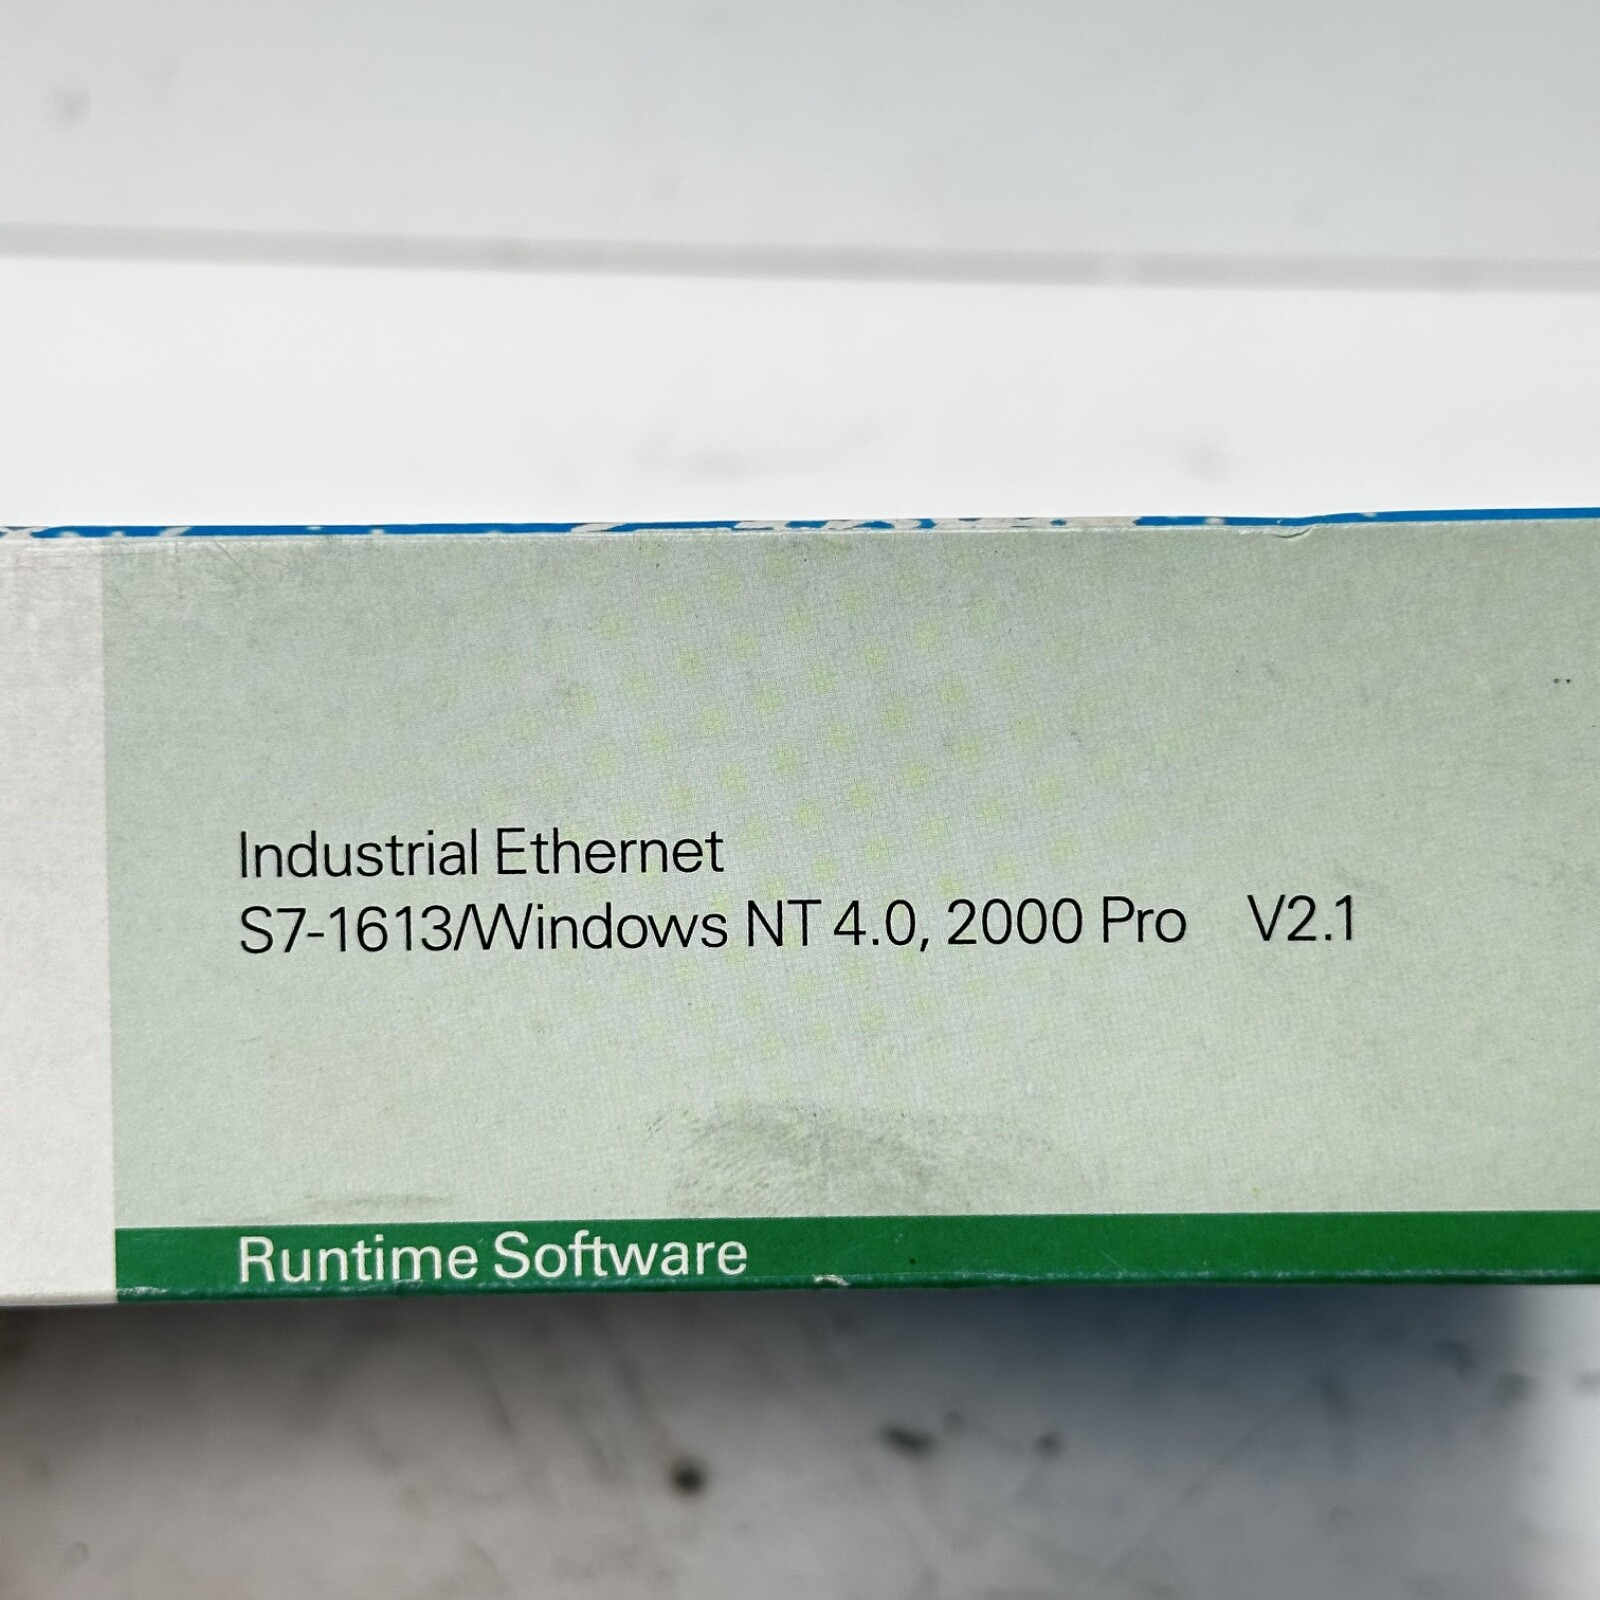 Industrial Ethernet
S7-1613/Windows NT 4.0, 2000 Pro V2.1
Runtime Software